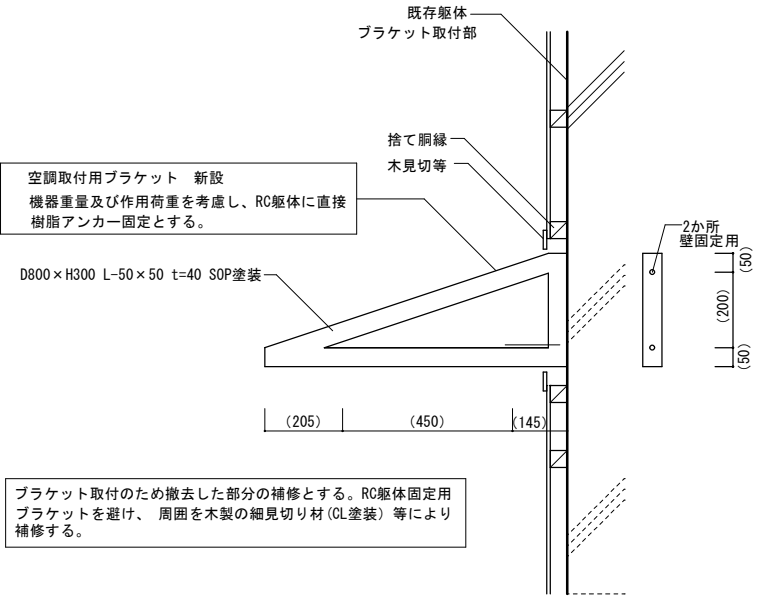 既存躯体
ブラケット取付部
捨て胴縁
木見切等
空調取付用ブラケット 新設
機器重量及び作用荷重を考慮し、RC躯体に直接
樹脂アンカー固定とする。
2か所
壁固定用
D800×H300 L-50×50 t=40 SOP塗装
(50)
(200)
(50)
(205)
(450)
(145)
ブラケット取付のため撤去した部分の補修とする。RC躯体固定用
ブラケットを避け、 周囲を木製の細見切り材(CL塗装) 等により
補修する。